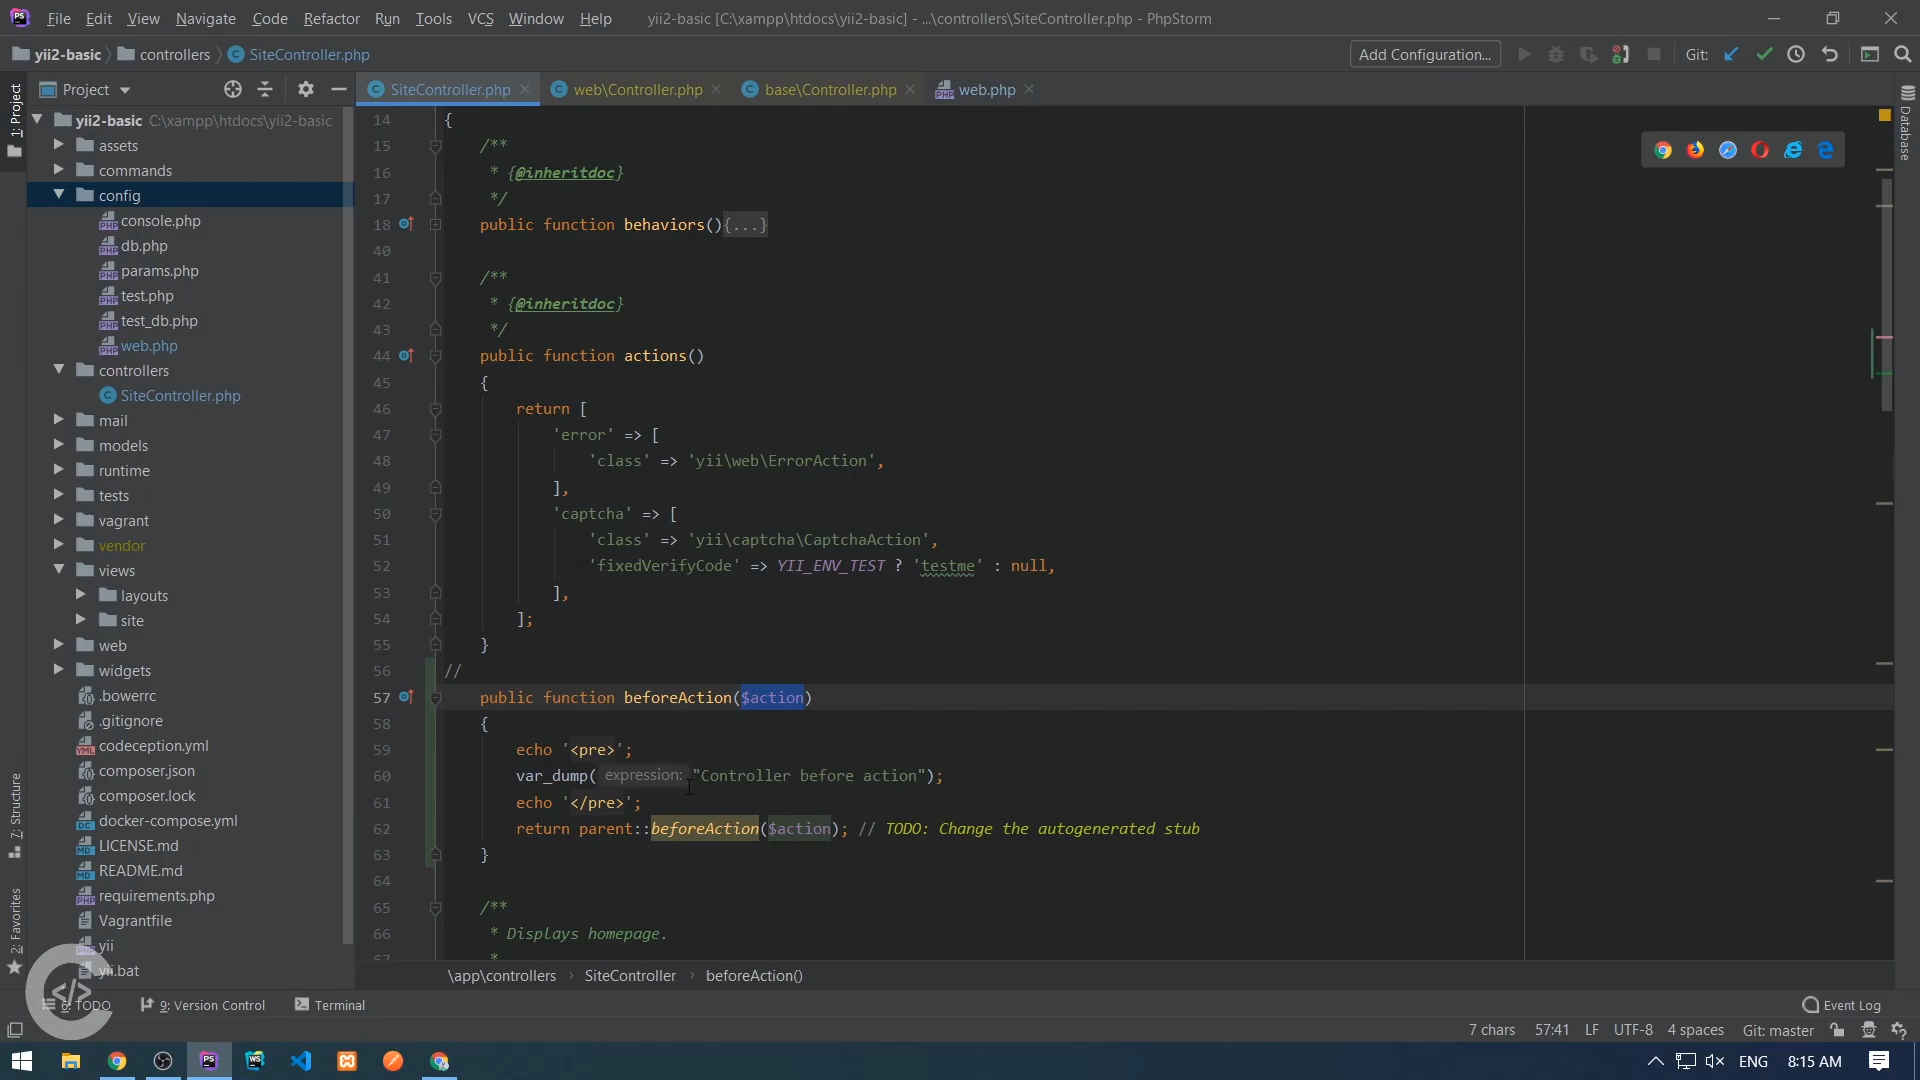 File Edit View Navigate Code Refactor Run Tools VCS Window Help yii2-basic [C:\xampp\htdocs\yii2-basic] - ...\controllers\SiteController.php - PhpStorm
yii2-basic controllers SiteController.php Add Configuration... Git:
1: Project
Project
SiteController.php web\Controller.php base\Controller.php web.php
Database
yii2-basic C:\xampp\htdocs\yii2-basic
assets
commands
config
console.php
db.php
params.php
test.php
test_db.php
web.php
controllers
SiteController.php
mail
models
runtime
tests
vagrant
vendor
views
layouts
site
web
widgets
.bowerrc
.gitignore
codeception.yml
composer.json
composer.lock
docker-compose.yml
LICENSE.md
README.md
requirements.php
Vagrantfile
yii
yii.bat
7: Structure
2: Favorites
14 {
15 /**
16 * {@inheritdoc}
17 */
18 public function behaviors(){...}
40
41 /**
42 * {@inheritdoc}
43 */
44 public function actions()
45 {
46 return [
47 'error' => [
48 'class' => 'yii\web\ErrorAction',
49 ],
50 'captcha' => [
51 'class' => 'yii\captcha\CaptchaAction',
52 'fixedVerifyCode' => YII_ENV_TEST ? 'testme' : null,
53 ],
54 ];
55 }
56 //
57 public function beforeAction($action)
58 {
59 echo '<pre>';
60 var_dump( expression: "Controller before action");
61 echo '</pre>';
62 return parent::beforeAction($action); // TODO: Change the autogenerated stub
63 }
64
65 /**
66 * Displays homepage.
67 *
\app\controllers SiteController beforeAction()
6: TODO 9: Version Control Terminal Event Log
7 chars 57:41 LF UTF-8 4 spaces Git: master
ENG 8:15 AM